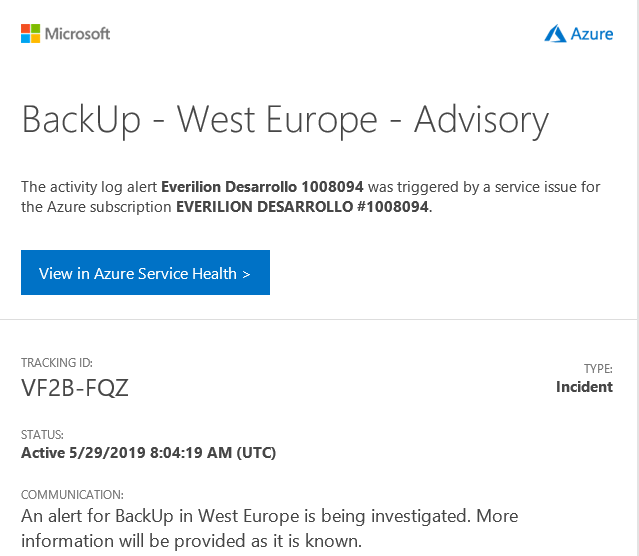 Microsoft
Azure
BackUp - West Europe - Advisory
The activity log alert Everilion Desarrollo 1008094 was triggered by a service issue for
the Azure subscription EVERILION DESARROLLO #1008094.
View in Azure Service Health >
TRACKING ID:
VF2B-FQZ
TYPE:
Incident
STATUS:
Active 5/29/2019 8:04:19 AM (UTC)
COMMUNICATION:
An alert for BackUp in West Europe is being investigated. More
information will be provided as it is known.